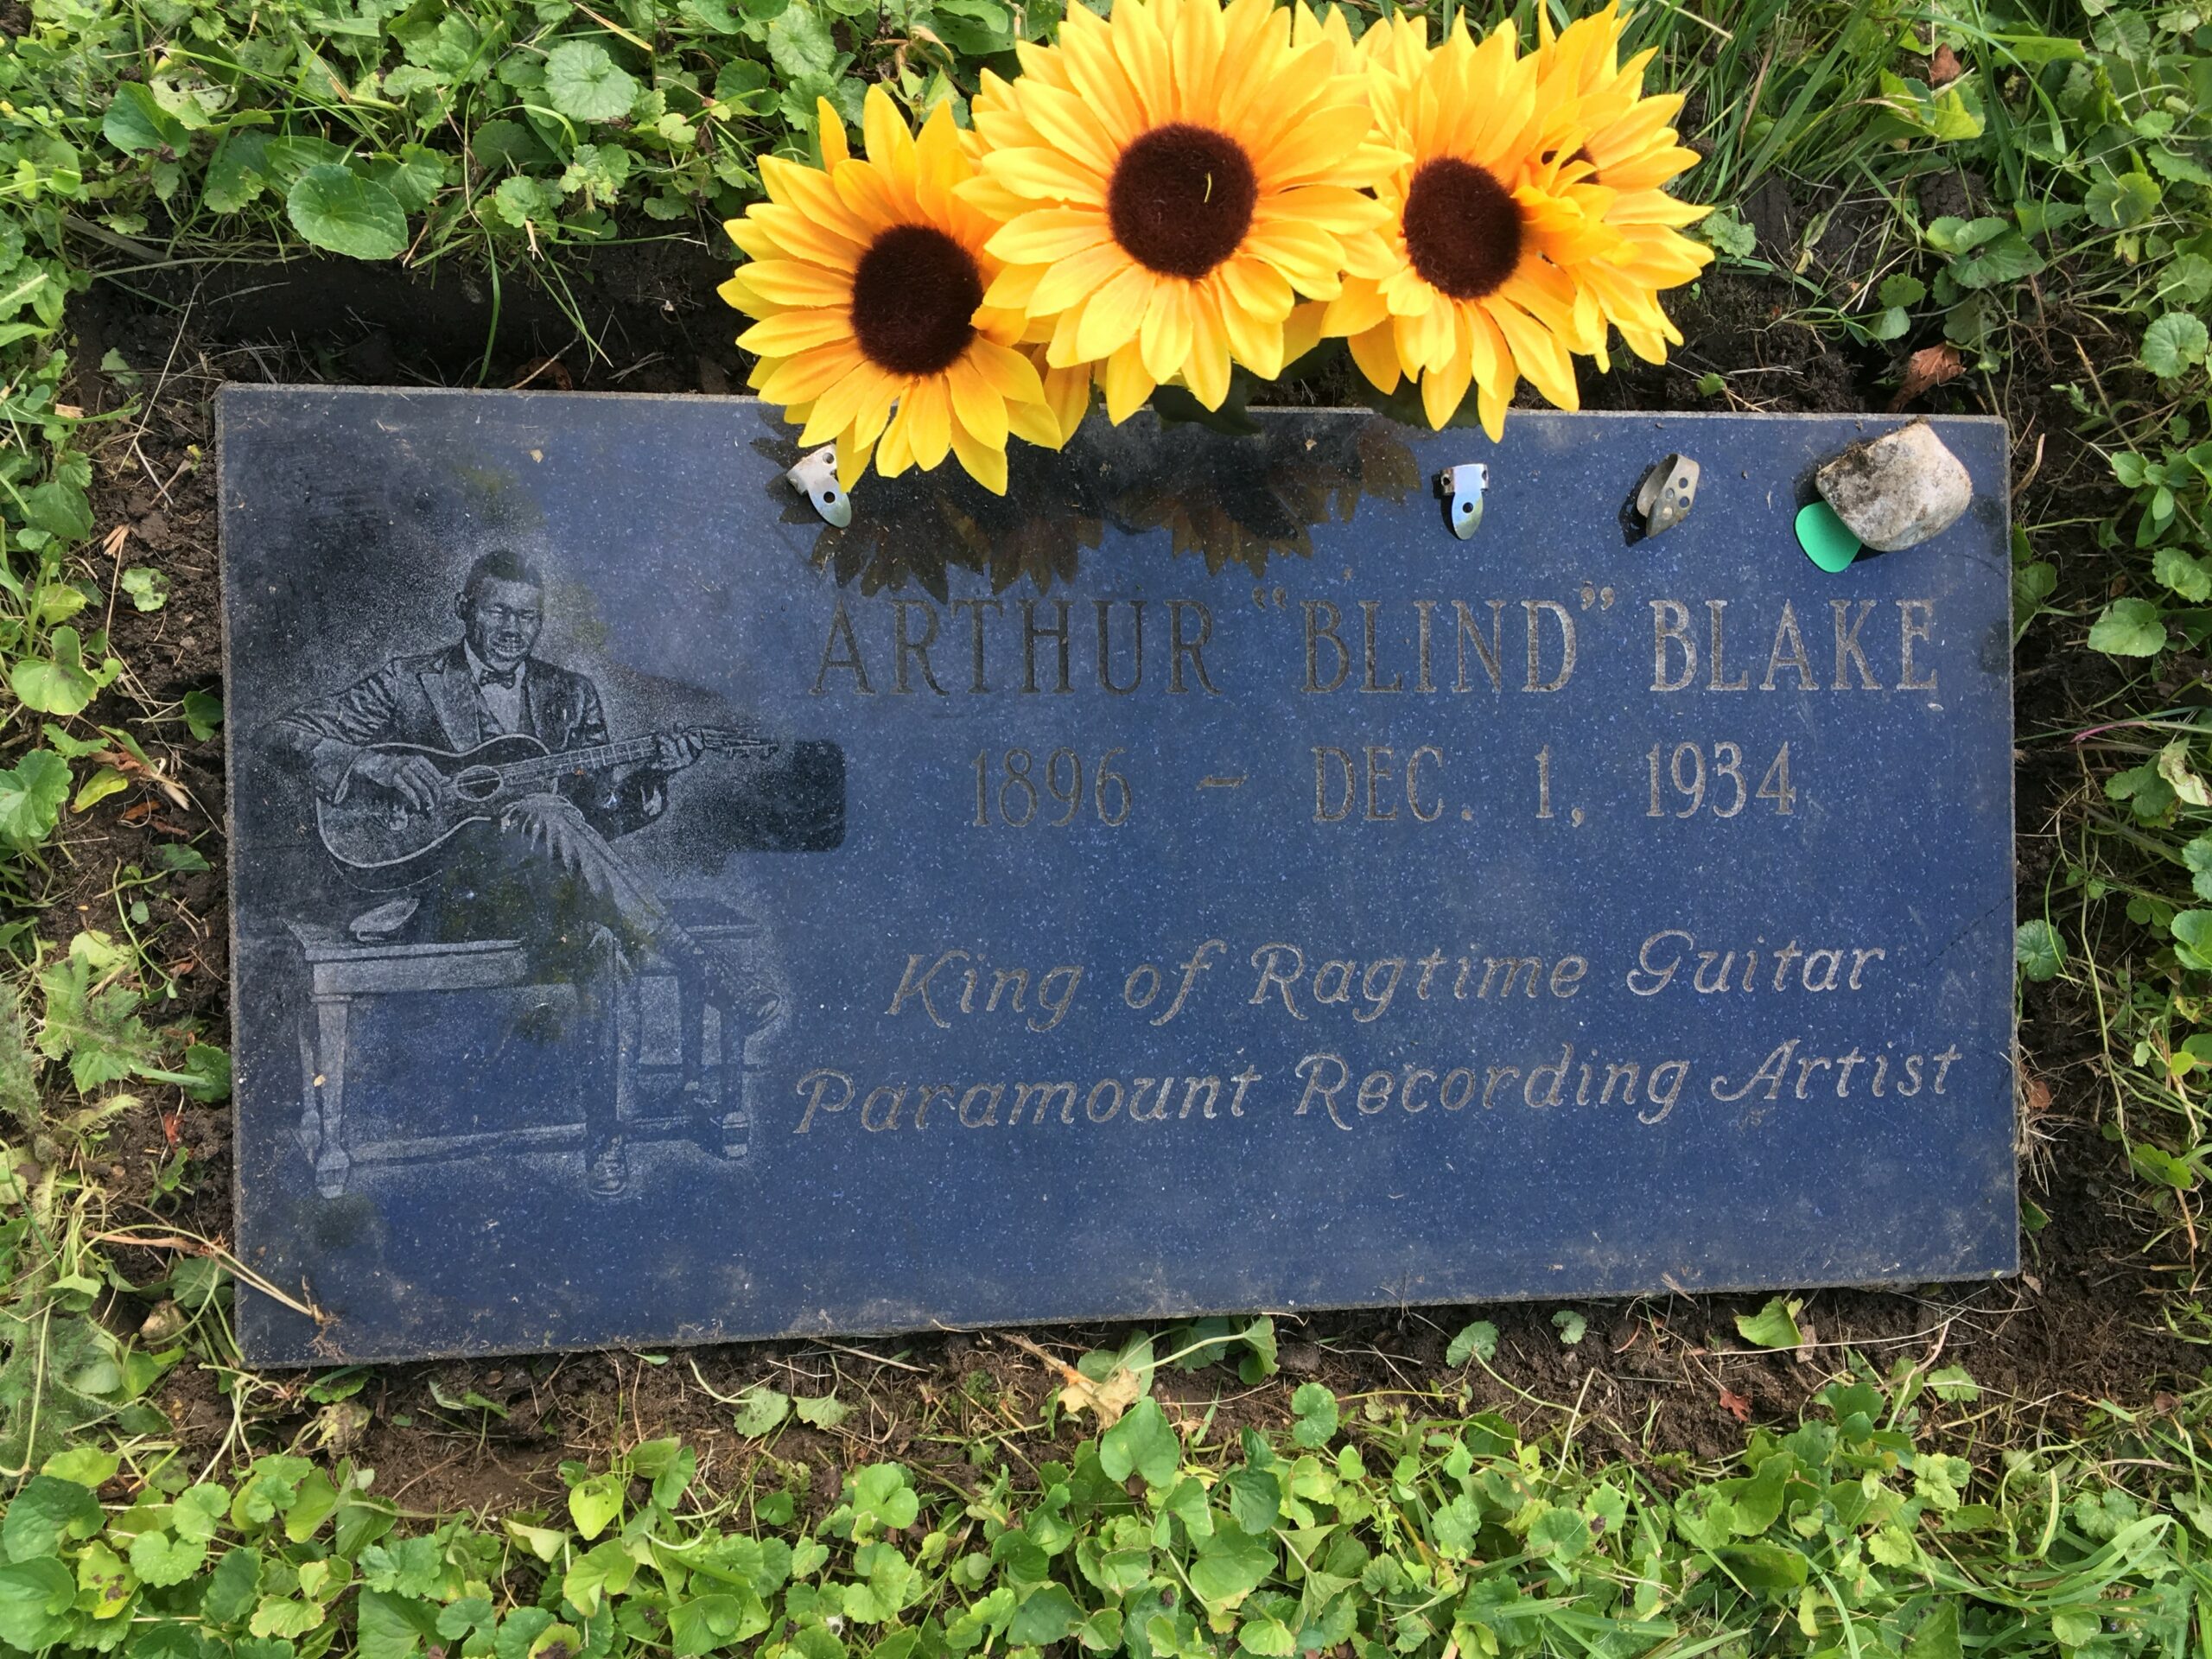 ARTHUR “BLIND” BLAKE
1896 - DEC. 1, 1934
King of Ragtime Guitar
Paramount Recording Artist